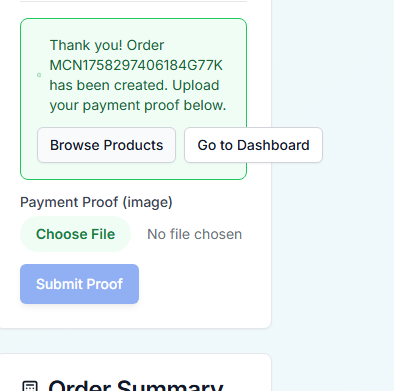 Thank you! Order
MCN1758297406184G77K
has been created. Upload
your payment proof below.
Browse Products Go to Dashboard
Payment Proof (image)
Choose File No file chosen
Submit Proof
Order Summary